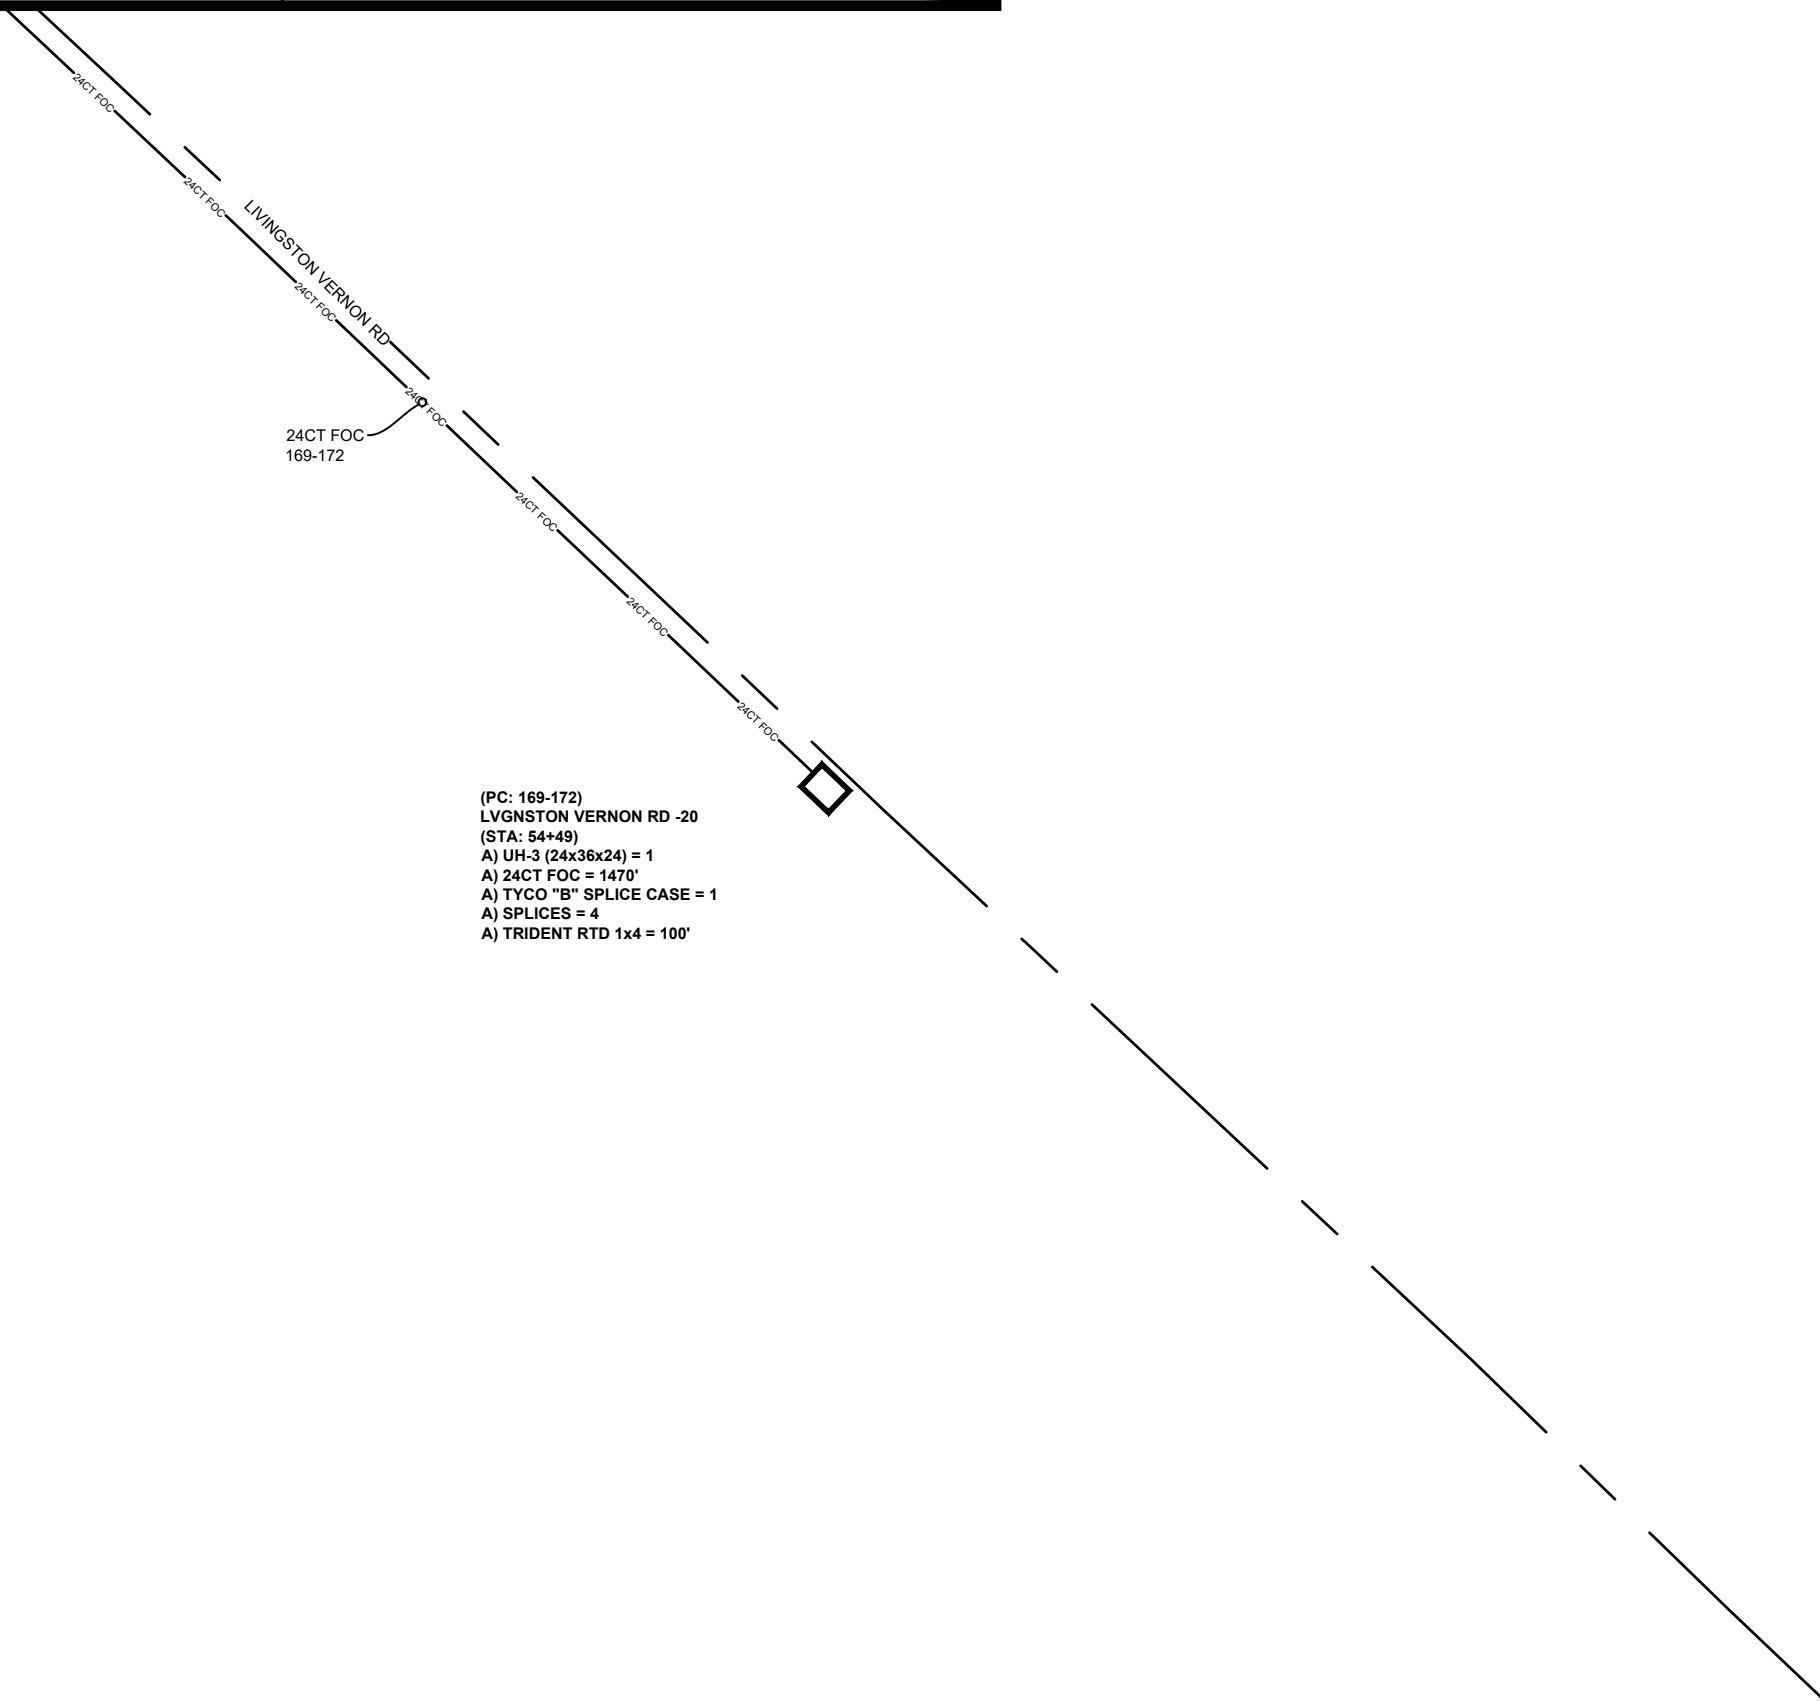 24CT FOC
24CT FOC
LIVINGSTON VERNON RD
24CT FOC
24CT FOC
24CT FOC
169-172
24CT FOC
24CT FOC
24CT FOC
(PC: 169-172)
LVGNSTON VERNON RD -20
(STA: 54+49)
A) UH-3 (24x36x24) = 1
A) 24CT FOC = 1470'
A) TYCO "B" SPLICE CASE = 1
A) SPLICES = 4
A) TRIDENT RTD 1x4 = 100'